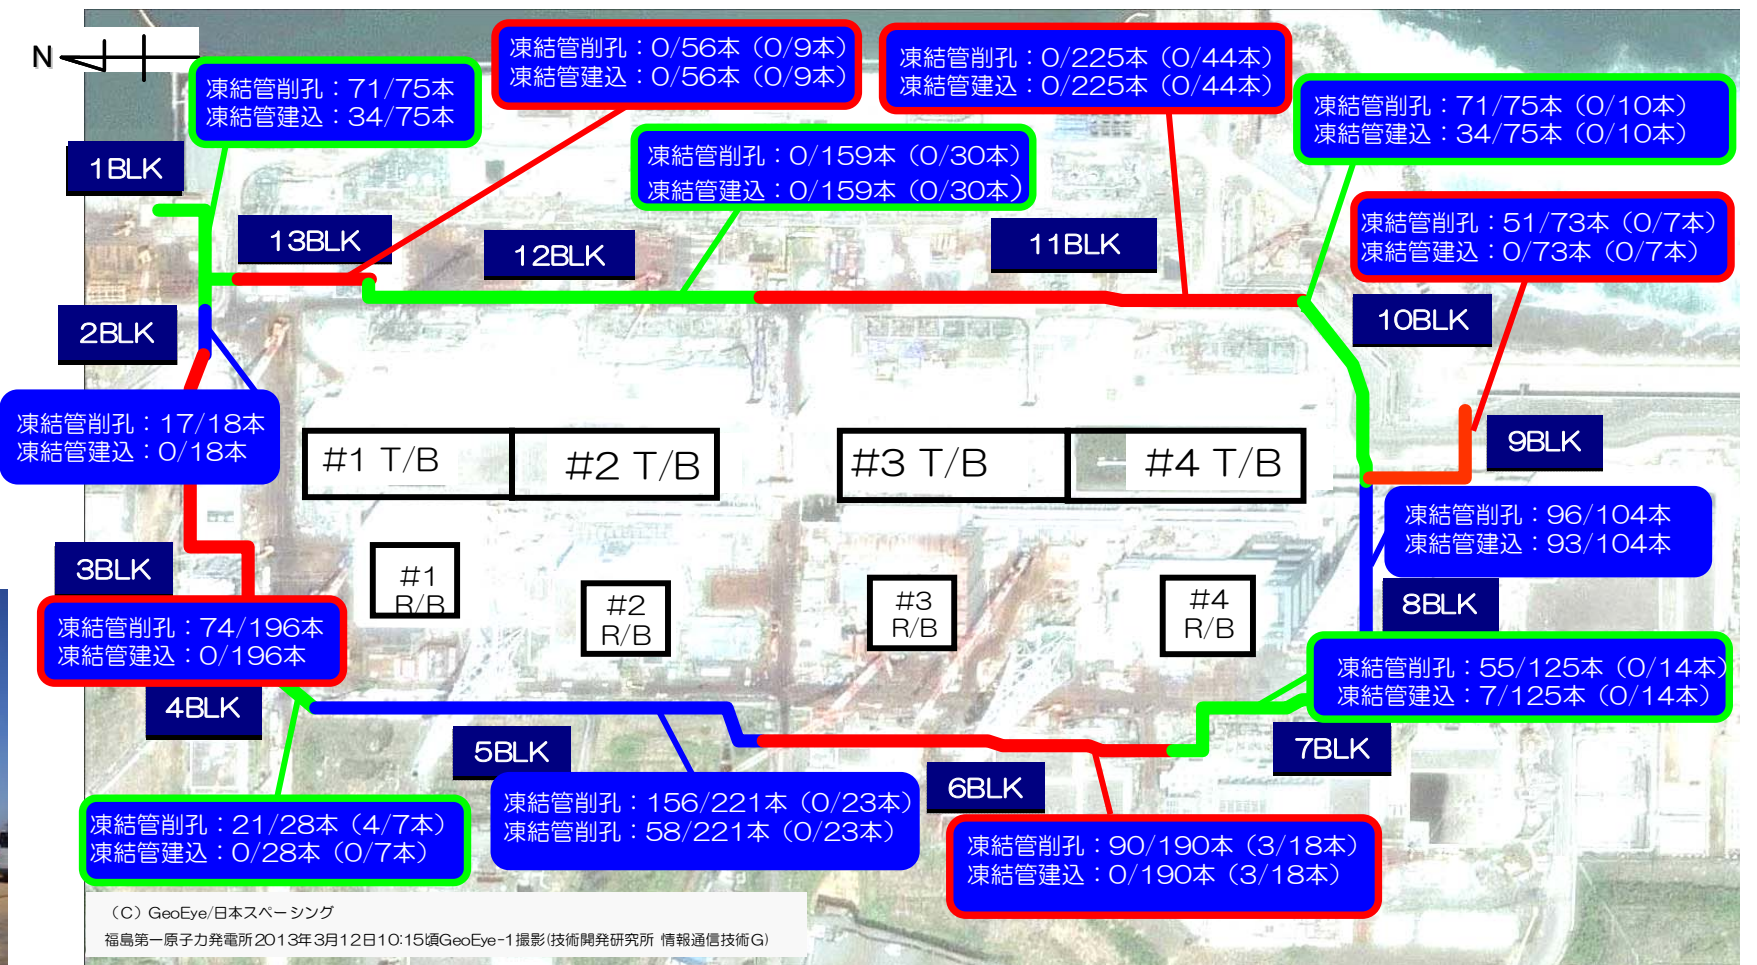 N
凍結管削孔：71/75本
凍結管建込：34/75本
凍結管削孔：0/56本（0/9本）
凍結管建込：0/56本（0/9本）
凍結管削孔：0/225本（0/44本）
凍結管建込：0/225本（0/44本）
凍結管削孔：71/75本（0/10本）
凍結管建込：34/75本（0/10本）
凍結管削孔：0/159本（0/30本）
凍結管建込：0/159本（0/30本）
1BLK
13BLK
12BLK
11BLK
凍結管削孔：51/73本（0/7本）
凍結管建込：0/73本（0/7本）
2BLK
10BLK
凍結管削孔：17/18本
凍結管建込：0/18本
#1 T/B
#2 T/B
#3 T/B
#4 T/B
9BLK
凍結管削孔：96/104本
凍結管建込：93/104本
3BLK
#1
R/B
#2
R/B
#3
R/B
#4
R/B
8BLK
凍結管削孔：74/196本
凍結管建込：0/196本
凍結管削孔：55/125本（0/14本）
凍結管建込：7/125本（0/14本）
4BLK
5BLK
6BLK
7BLK
凍結管削孔：21/28本（4/7本）
凍結管建込：0/28本（0/7本）
凍結管削孔：156/221本（0/23本）
凍結管削孔：58/221本（0/23本）
凍結管削孔：90/190本（3/18本）
凍結管建込：0/190本（3/18本）
（C）GeoEye/日本スペーシング
福島第一原子力発電所2013年3月12日10:15頃GeoEye-1撮影(技術開発研究所 情報通信技術G)